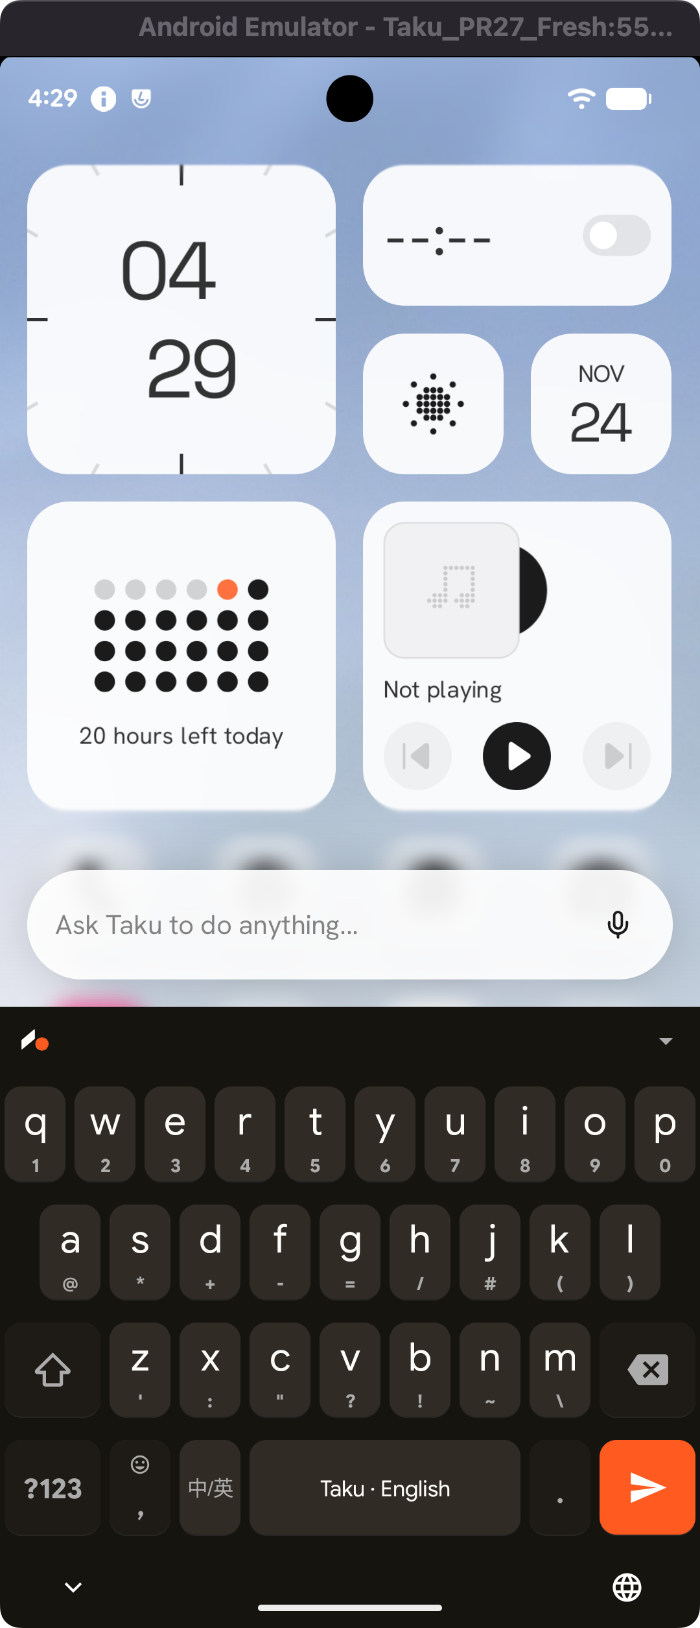 Android Emulator - Taku_PR27_Fresh:55...
4:29
04
29
--:--
NOV
24
20 hours left today
Not playing
Ask Taku to do anything...
q w e r t y u i o p
1 2 3 4 5 6 7 8 9 0
a s d f g h j k l
@ * + - = / # ( )
z x c v b n m
' : " ? ! ~ \
?123 , 中/英 Taku · English .